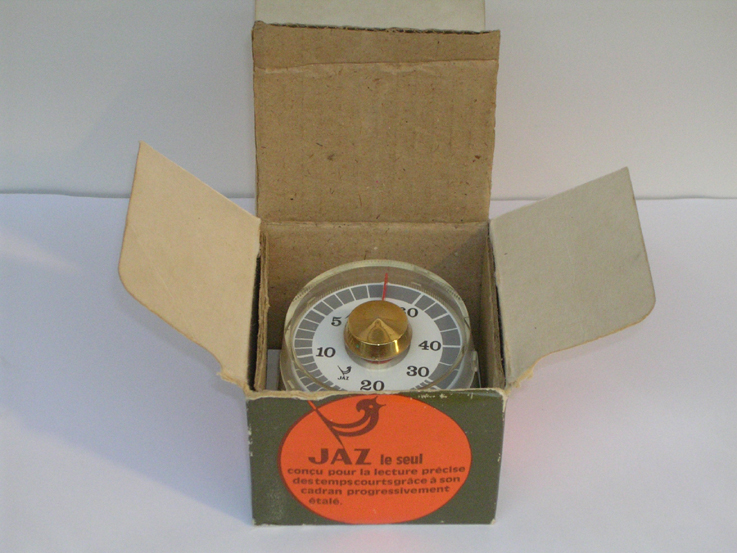 5
10
20
30
40
JAZ
JAZ le seul
conçu pour la lecture précise
des temps courts grâce à son
cadran progressivement
étalé.